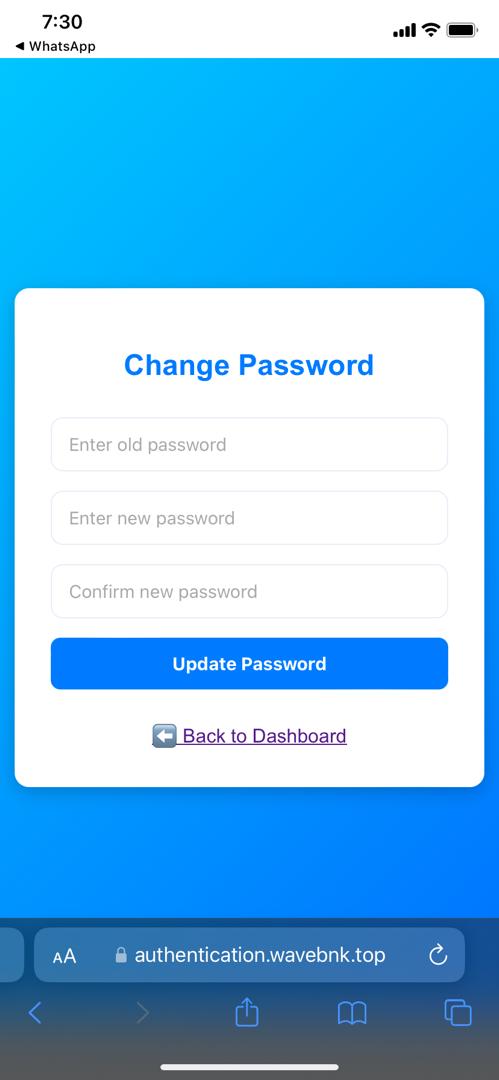 7:30
◀ WhatsApp
Change Password
Enter old password
Enter new password
Confirm new password
Update Password
⬅️ Back to Dashboard
AA
authentication.wavebnk.top